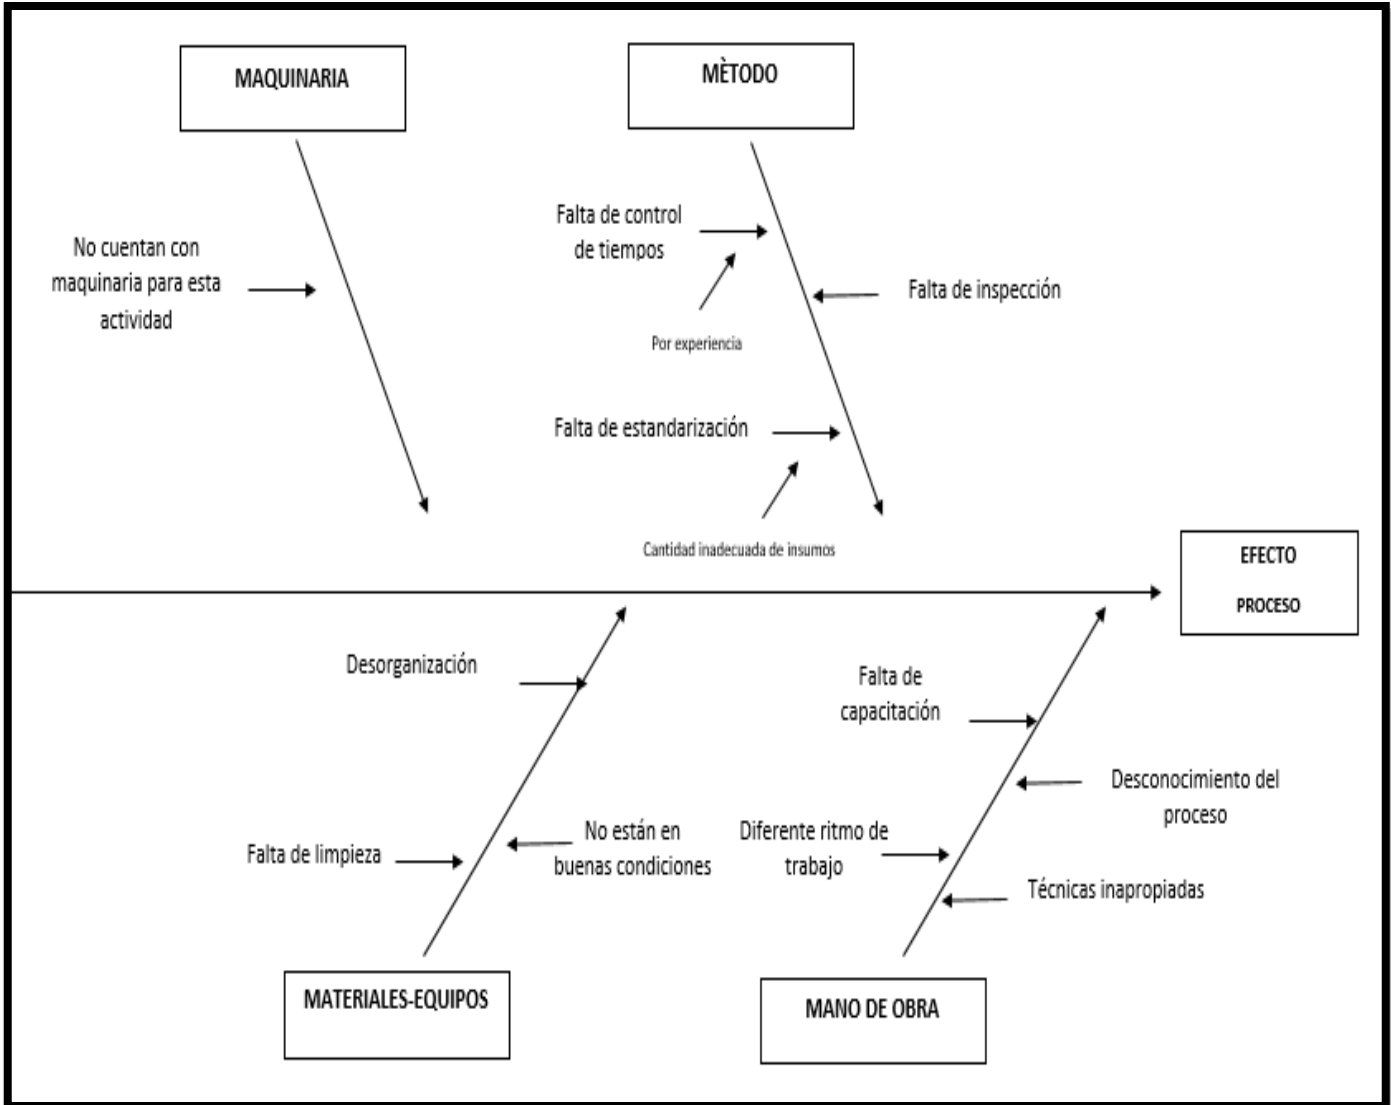 MAQUINARIA
MÈTODO
No cuentan con
maquinaria para esta
actividad
Falta de control
de tiempos
Por experiencia
Falta de inspección
Falta de estandarización
Cantidad inadecuada de insumos
EFECTO
PROCESO
Desorganización
Falta de limpieza
No están en
buenas condiciones
Falta de
capacitación
Desconocimiento del
proceso
Diferente ritmo de
trabajo
Técnicas inapropiadas
MATERIALES-EQUIPOS
MANO DE OBRA